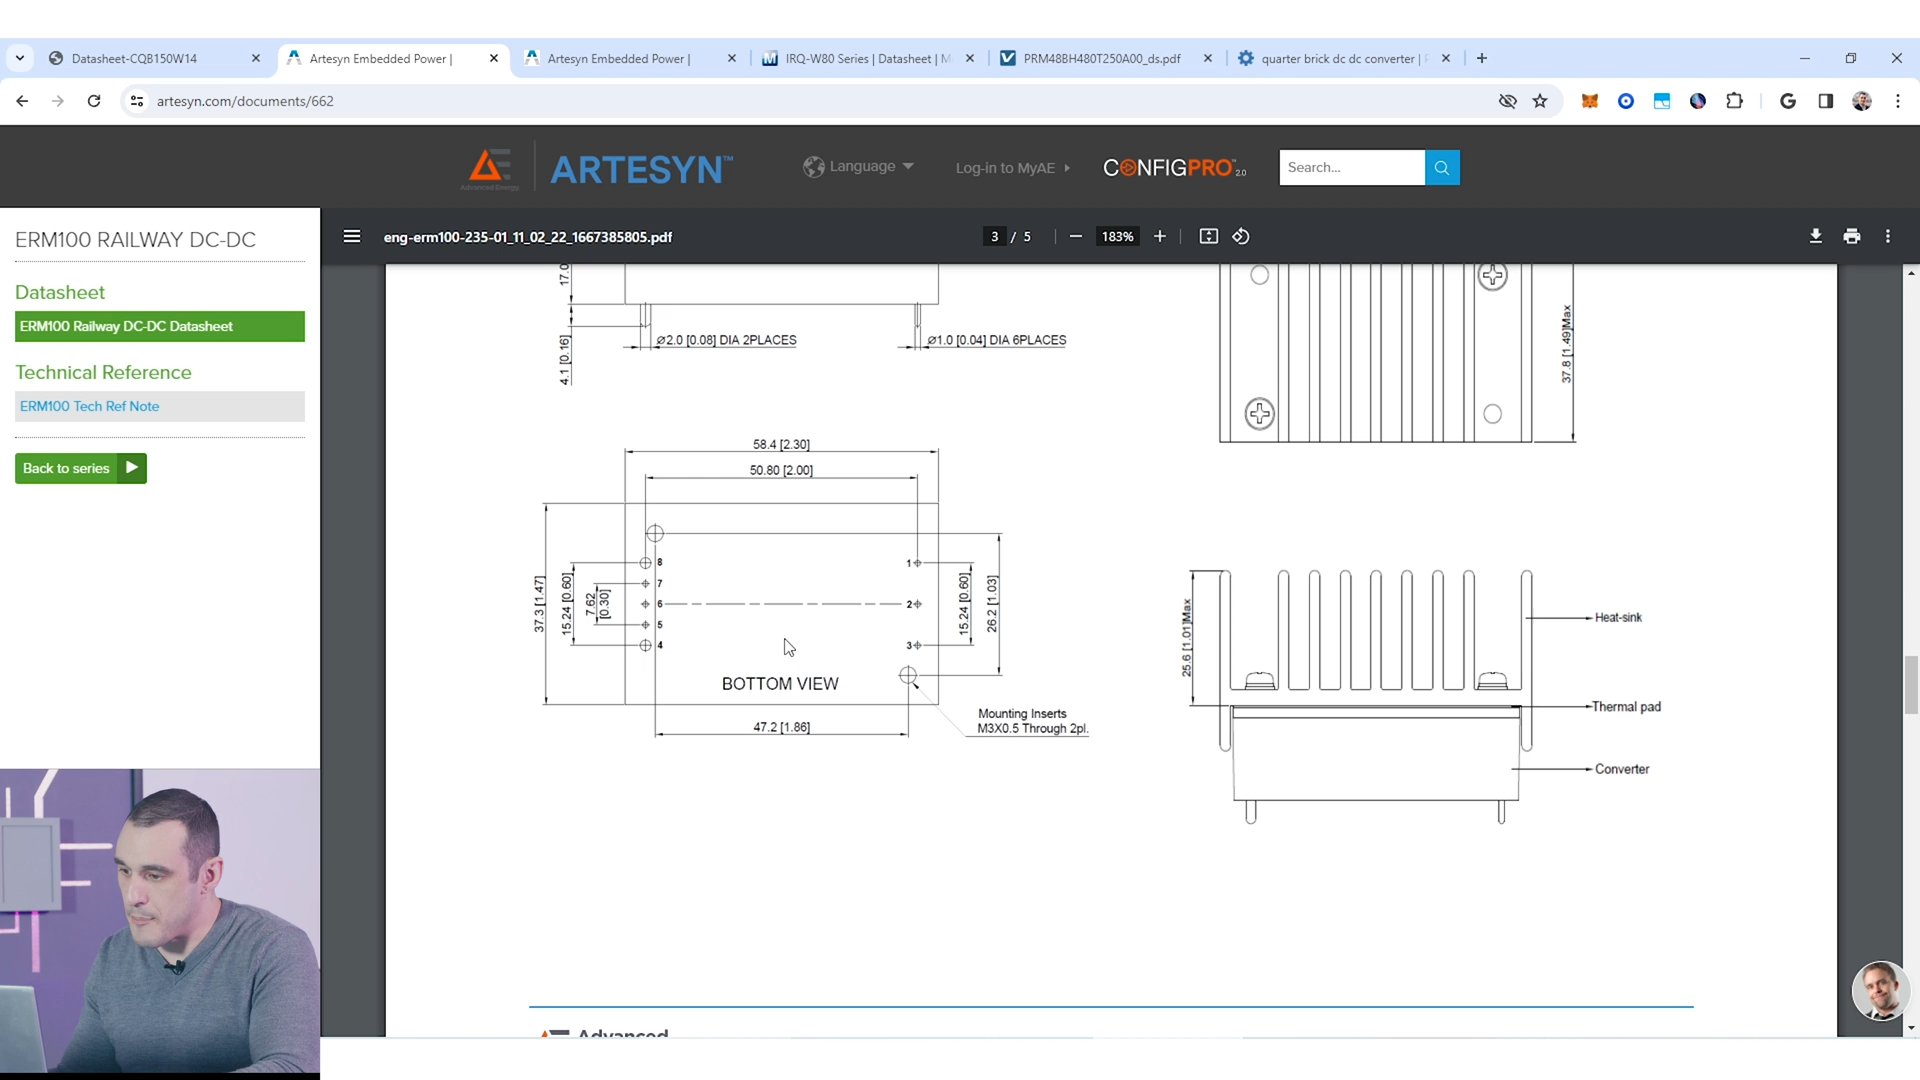 Datasheet-CQB150W14
Artesyn Embedded Power |
Artesyn Embedded Power |
IRQ-W80 Series | Datasheet | M
PRM48BH480T250A00_ds.pdf
quarter brick dc dc converter |
artesyn.com/documents/662
Advanced Energy
ARTESYN™
Language
Log-in to MyAE
CONFIGPRO™ 2.0
Search...
ERM100 RAILWAY DC-DC
Datasheet
ERM100 Railway DC-DC Datasheet
Technical Reference
ERM100 Tech Ref Note
Back to series
eng-erm100-235-01_11_02_22_1667385805.pdf
3 / 5
183%
17.0
4.1 [0.16]
Ø2.0 [0.08] DIA 2PLACES
Ø1.0 [0.04] DIA 6PLACES
37.8 [1.49]Max
58.4 [2.30]
50.80 [2.00]
37.3 [1.47]
15.24 [0.60]
7.62
[0.30]
8
7
6
5
4
1
2
3
15.24 [0.60]
26.2 [1.03]
BOTTOM VIEW
47.2 [1.86]
Mounting Inserts
M3X0.5 Through 2pl.
25.6 [1.01]Max
Heat-sink
Thermal pad
Converter
Advanced